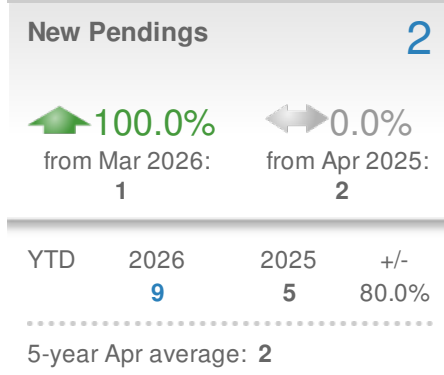 New Pendings 2
100.0% 0.0%
from Mar 2026: from Apr 2025:
1 2
YTD 2026 2025 +/-
9 5 80.0%
5-year Apr average: 2